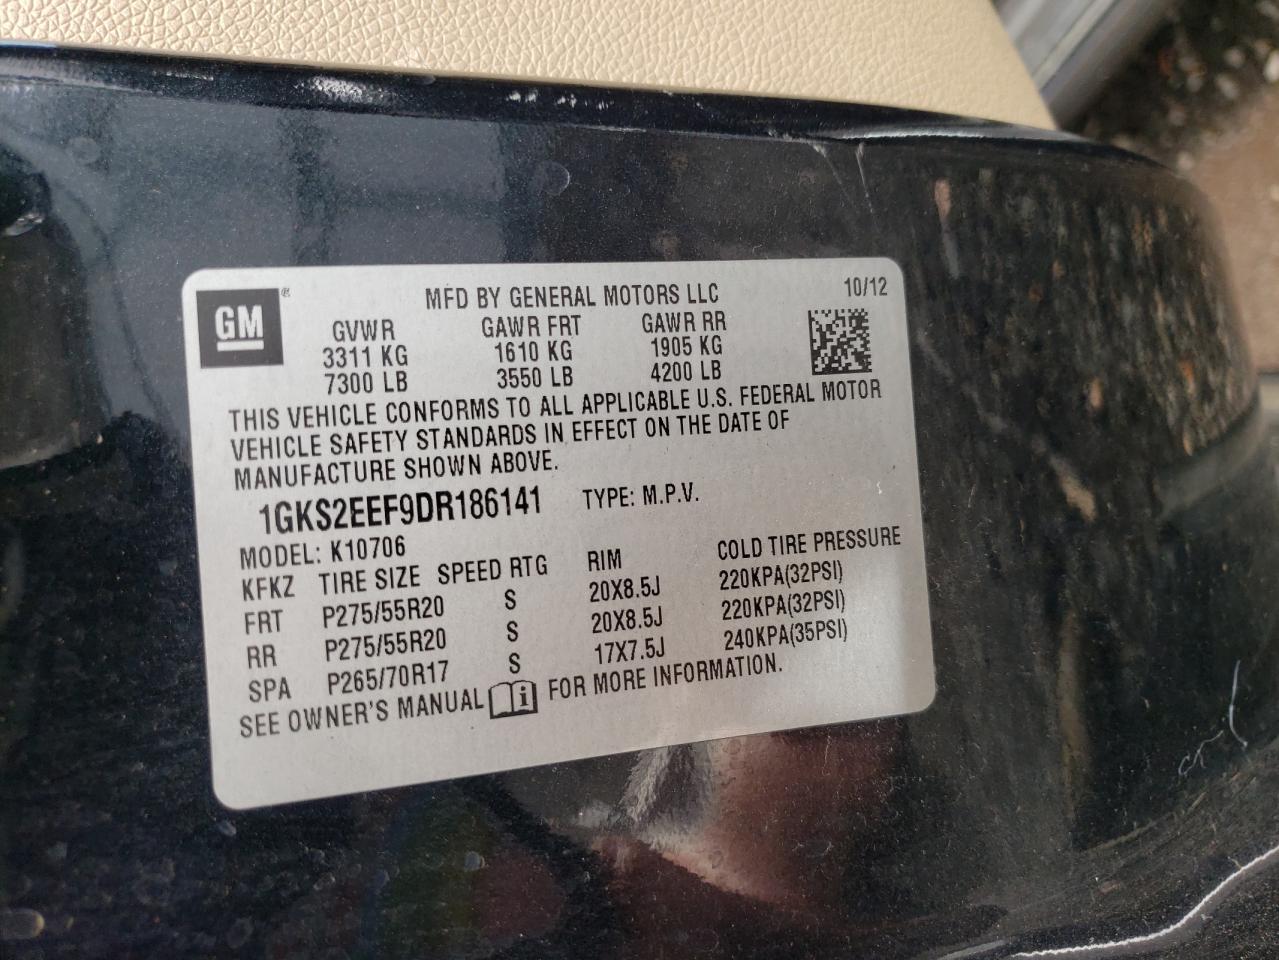 GM ®
MFD BY GENERAL MOTORS LLC 10/12
GVWR GAWR FRT GAWR RR
3311 KG 1610 KG 1905 KG
7300 LB 3550 LB 4200 LB
THIS VEHICLE CONFORMS TO ALL APPLICABLE U.S. FEDERAL MOTOR
VEHICLE SAFETY STANDARDS IN EFFECT ON THE DATE OF
MANUFACTURE SHOWN ABOVE.
1GKS2EEF9DR186141 TYPE: M.P.V.
MODEL: K10706
KFKZ TIRE SIZE SPEED RTG RIM COLD TIRE PRESSURE
FRT P275/55R20 S 20X8.5J 220KPA(32PSI)
RR P275/55R20 S 20X8.5J 220KPA(32PSI)
SPA P265/70R17 S 17X7.5J 240KPA(35PSI)
SEE OWNER'S MANUAL i FOR MORE INFORMATION.